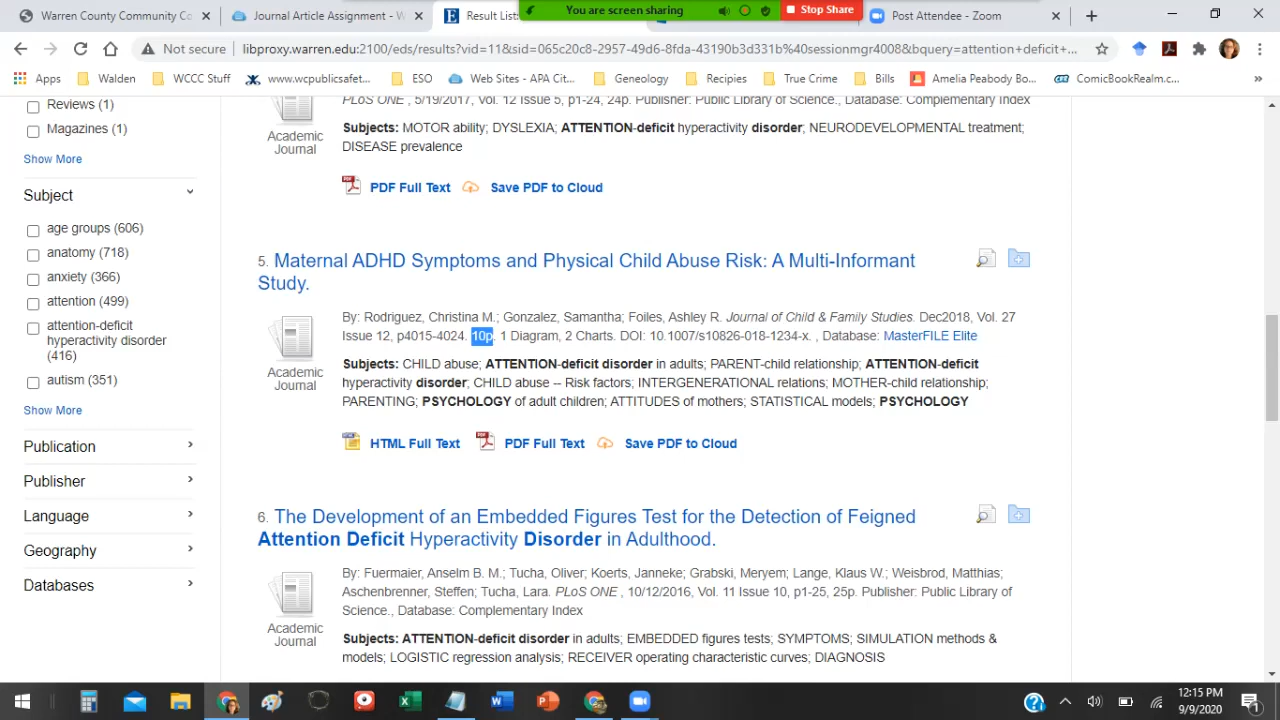 Warren County Community Co
Journal Article Assignment - W
Result List:
You are screen sharing
Stop Share
Post Attendee - Zoom
Not secure
libproxy.warren.edu:2100/eds/results?vid=11&sid=065c20c8-2957-49d6-8fda-43190b3d331b%40sessionmgr4008&bquery=attention+deficit+...
Apps
Walden
WCCC Stuff
www.wcpublicsafet...
ESO
Web Sites - APA Cit...
Geneology
Recipies
True Crime
Bills
Amelia Peabody Bo...
ComicBookRealm.c...
»
Reviews (1)
Magazines (1)
Show More
Subject
age groups (606)
anatomy (718)
anxiety (366)
attention (499)
attention-deficit
hyperactivity disorder
(416)
autism (351)
Show More
Publication
Publisher
Language
Geography
Databases
PLoS ONE , 5/19/2017, Vol. 12 Issue 5, p1-24, 24p. Publisher: Public Library of Science., Database: Complementary Index
Academic
Journal
Subjects: MOTOR ability; DYSLEXIA; ATTENTION-deficit hyperactivity disorder; NEURODEVELOPMENTAL treatment;
DISEASE prevalence
PDF Full Text
Save PDF to Cloud
5. Maternal ADHD Symptoms and Physical Child Abuse Risk: A Multi-Informant
Study.
By: Rodriguez, Christina M.; Gonzalez, Samantha; Foiles, Ashley R. Journal of Child & Family Studies. Dec2018, Vol. 27
Issue 12, p4015-4024. 10p. 1 Diagram, 2 Charts. DOI: 10.1007/s10826-018-1234-x. , Database: MasterFILE Elite
Academic
Journal
Subjects: CHILD abuse; ATTENTION-deficit disorder in adults; PARENT-child relationship; ATTENTION-deficit
hyperactivity disorder; CHILD abuse -- Risk factors; INTERGENERATIONAL relations; MOTHER-child relationship;
PARENTING; PSYCHOLOGY of adult children; ATTITUDES of mothers; STATISTICAL models; PSYCHOLOGY
HTML Full Text
PDF Full Text
Save PDF to Cloud
6. The Development of an Embedded Figures Test for the Detection of Feigned
Attention Deficit Hyperactivity Disorder in Adulthood.
By: Fuermaier, Anselm B. M.; Tucha, Oliver; Koerts, Janneke; Grabski, Meryem; Lange, Klaus W.; Weisbrod, Matthias;
Aschenbrenner, Steffen; Tucha, Lara. PLoS ONE , 10/12/2016, Vol. 11 Issue 10, p1-25, 25p. Publisher: Public Library of
Science., Database: Complementary Index
Academic
Journal
Subjects: ATTENTION-deficit disorder in adults; EMBEDDED figures tests; SYMPTOMS; SIMULATION methods &
models; LOGISTIC regression analysis; RECEIVER operating characteristic curves; DIAGNOSIS
12:15 PM
9/9/2020